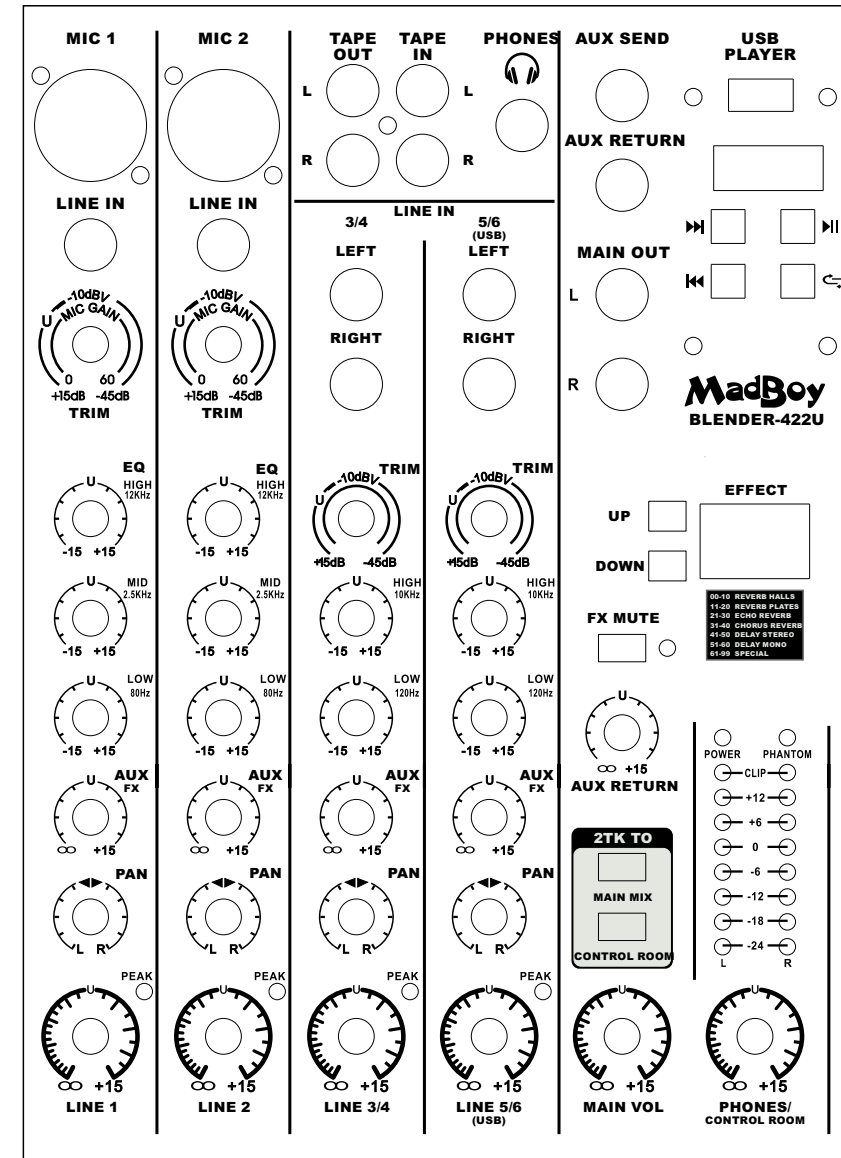 MIC 1
LINE IN
U
-10dBV
MIC GAIN
0 60
+15dB -45dB
TRIM
EQ
U
HIGH
12KHz
-15 +15
U
MID
2.5KHz
-15 +15
U
LOW
80Hz
-15 +15
U
AUX
FX
∞ +15
PAN
L R
PEAK
U
∞ +15
LINE 1
MIC 2
LINE IN
U
-10dBV
MIC GAIN
0 60
+15dB -45dB
TRIM
EQ
U
HIGH
12KHz
-15 +15
U
MID
2.5KHz
-15 +15
U
LOW
80Hz
-15 +15
U
AUX
FX
∞ +15
PAN
L R
PEAK
U
∞ +15
LINE 2
TAPE
OUT
TAPE
IN
PHONES
L L
R R
LINE IN
3/4
LEFT
RIGHT
TRIM
U
-10dBV
+15dB -45dB
U
HIGH
10KHz
-15 +15
U
LOW
120Hz
-15 +15
U
AUX
FX
∞ +15
PAN
L R
PEAK
U
∞ +15
LINE 3/4
5/6
(USB)
LEFT
RIGHT
TRIM
U
-10dBV
+15dB -45dB
U
HIGH
10KHz
-15 +15
U
LOW
120Hz
-15 +15
U
AUX
FX
∞ +15
PAN
L R
PEAK
U
∞ +15
LINE 5/6
(USB)
AUX SEND
AUX RETURN
MAIN OUT
L
R
USB
PLAYER
MadBoy
BLENDER-422U
EFFECT
UP
DOWN
00-10 REVERB HALLS
11-20 REVERB PLATES
21-30 ECHO REVERB
31-40 CHORUS REVERB
41-50 DELAY STEREO
51-60 DELAY MONO
61-99 SPECIAL
FX MUTE
U
∞ +15
AUX RETURN
2TK TO
MAIN MIX
CONTROL ROOM
POWER PHANTOM
CLIP
+12
+6
0
-6
-12
-18
-24
L R
U
∞ +15
MAIN VOL
U
∞ +15
PHONES/
CONTROL ROOM